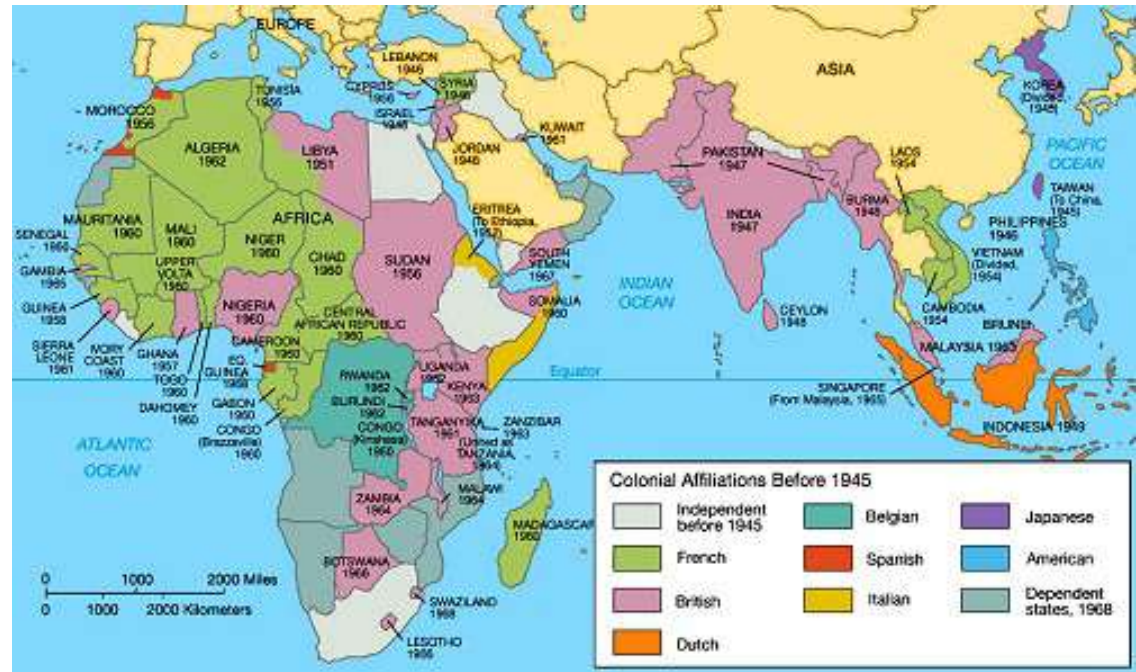 EUROPE
ASIA
LEBANON
1946
CYPRUS
1956
SYRIA
1946
TUNISIA
1956
MOROCCO
1956
ISRAEL
1948
KUWAIT
1961
KOREA
(Divided,
1945)
ALGERIA
1962
LIBYA
1951
JORDAN
1946
PAKISTAN
1947
LAOS
1954
PACIFIC
OCEAN
TAIWAN
(To China,
1945)
BURMA
1948
INDIA
1947
PHILIPPINES
1946
ERITREA
(To Ethiopia,
1952)
MAURITANIA
1960
MALI
1960
AFRICA
NIGER
1960
CHAD
1960
SUDAN
1956
SOUTH
YEMEN
1967
INDIAN
OCEAN
VIETNAM
(Divided,
1954)
SENEGAL
1960
GAMBIA
1965
UPPER
VOLTA
1960
GUINEA
1958
NIGERIA
1960
SOMALIA
1960
CEYLON
1948
CAMBODIA
1954
BRUNEI
CENTRAL
AFRICAN REPUBLIC
1960
SIERRA
LEONE
1961
IVORY
COAST
1960
GHANA
1957
TOGO
1960
DAHOMEY
1960
CAMEROON
1960
EQ.
GUINEA
1968
GABON
1960
CONGO
(Brazzaville)
1960
RWANDA
1962
BURUNDI
1962
CONGO
(Kinshasa)
1960
UGANDA
1962
KENYA
1963
Equator
MALAYSIA 1963
SINGAPORE
(From Malaysia, 1965)
INDONESIA 1949
TANGANYIKA
1961
(United as
TANZANIA,
1964)
ZANZIBAR
1963
ATLANTIC
OCEAN
MALAWI
1964
ZAMBIA
1964
MADAGASCAR
1960
BOTSWANA
1966
SWAZILAND
1968
LESOTHO
1966
0 1000 2000 Miles
0 1000 2000 Kilometers
Colonial Affiliations Before 1945
Independent
before 1945
French
British
Dutch
Belgian
Spanish
Italian
Japanese
American
Dependent
states, 1968